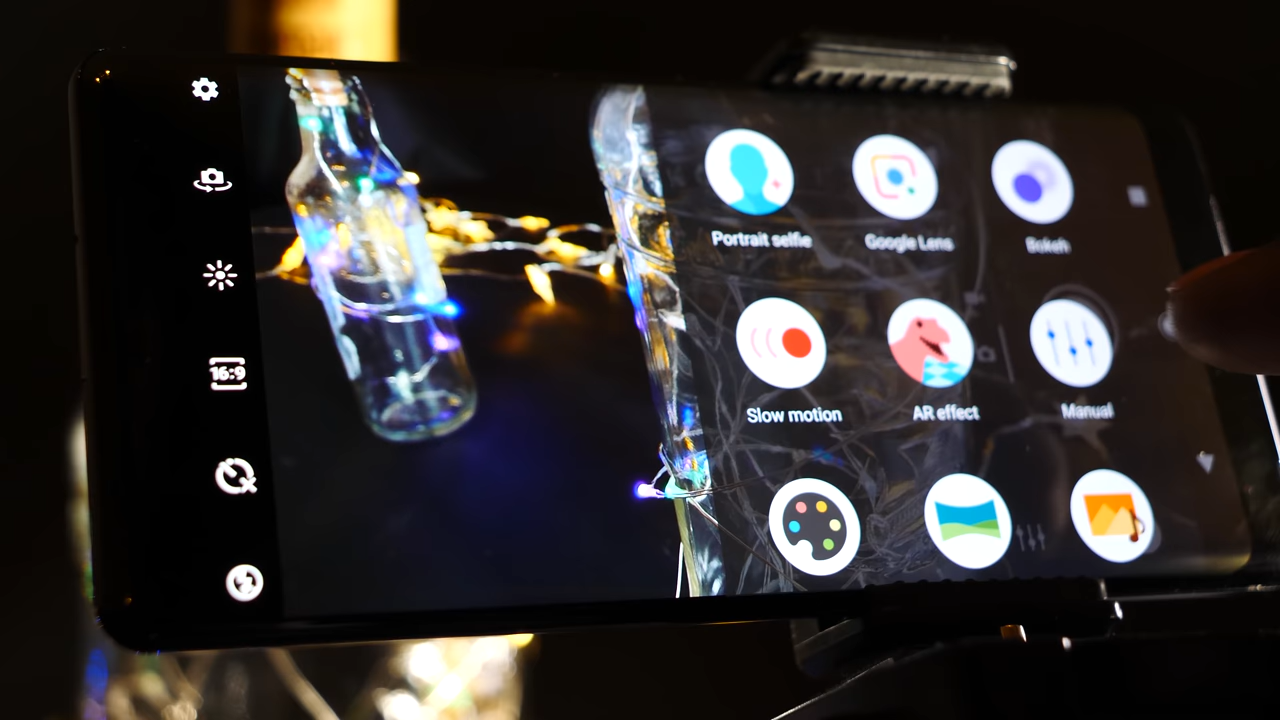 Portrait selfie
Google Lens
Bokeh
16:9
Slow motion
AR effect
Manual